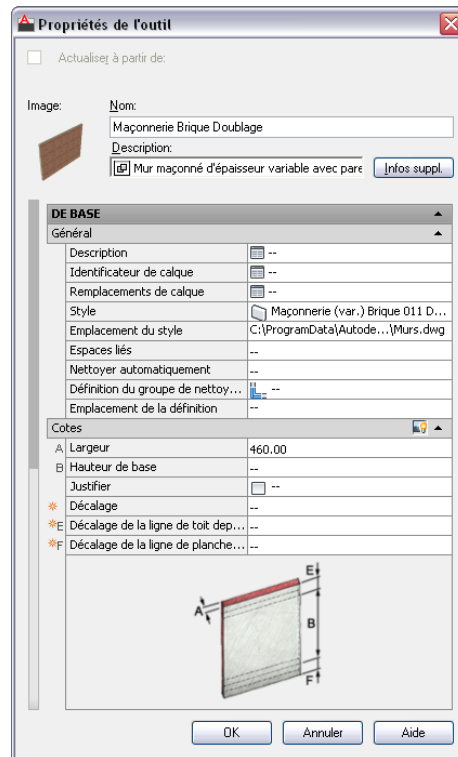 Propriétés de l'outil
Actualiser à partir de:
Image:
Nom:
Maçonnerie Brique Doublage
Description:
Mur maçonné d'épaisseur variable avec pare
Infos suppl.
DE BASE
Général
Description --
Identificateur de calque --
Remplacements de calque --
Style Maçonnerie (var.) Brique 011 D...
Emplacement du style C:\ProgramData\Autode...\Murs.dwg
Espaces liés --
Nettoyer automatiquement --
Définition du groupe de nettoy... --
Emplacement de la définition --
Cotes
A Largeur 460.00
B Hauteur de base --
Justifier --
Décalage --
E Décalage de la ligne de toit dep... --
F Décalage de la ligne de planche... --
E
A
B
F
OK Annuler Aide